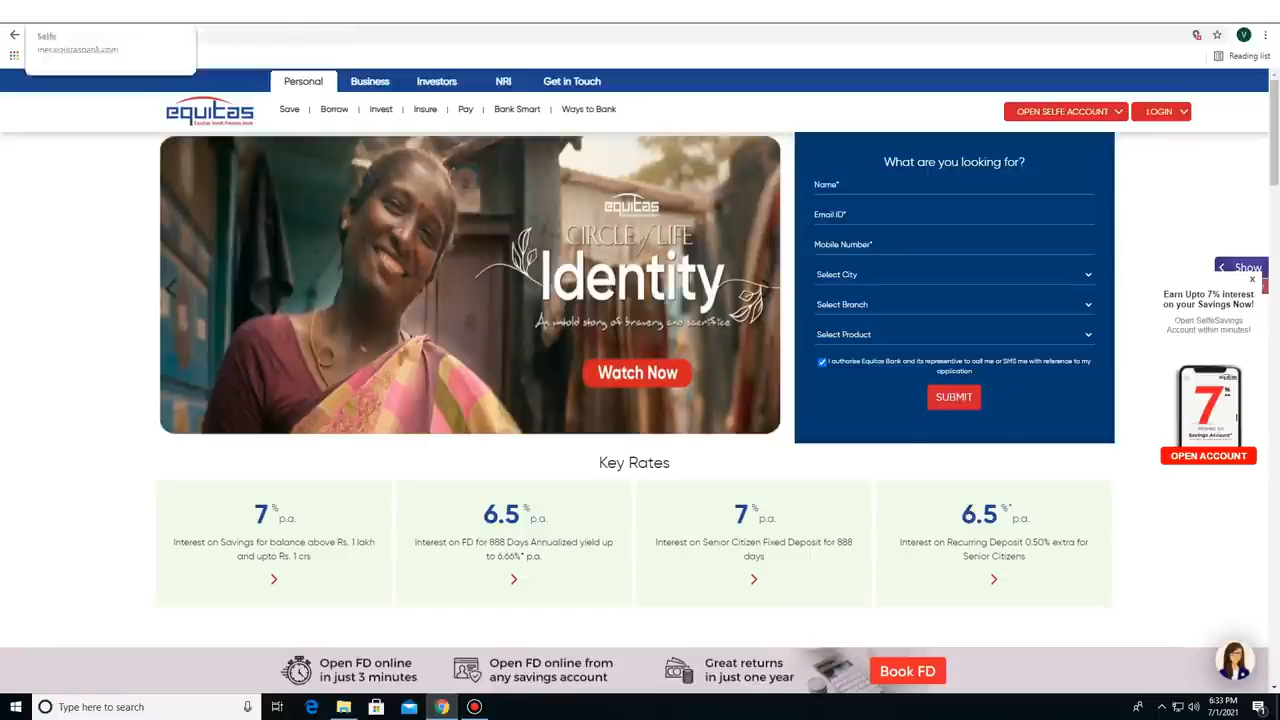 Selfe
V
Reading list
Personal
Business
Investors
NRI
Get in Touch
equitas
Equitas Small Finance Bank
Save | Borrow | Invest | Insure | Pay | Bank Smart | Ways to Bank
OPEN SELFE ACCOUNT
LOGIN
equitas
CIRCLE of LIFE
Identity
An untold story of bravery and sacrifice
Watch Now
What are you looking for?
Name*
Email ID*
Mobile Number*
Select City
Select Branch
Select Product
I authorise Equitas Bank and its representive to call me or SMS me with reference to my
application
SUBMIT
Show
X
Earn Upto 7% interest
on your Savings Now!
Open SelfeSavings
Account within minutes!
7%
Savings Account*
OPEN ACCOUNT
Key Rates
7% p.a.
Interest on Savings for balance above Rs. 1 lakh
and upto Rs. 1 crs
6.5% p.a.
Interest on FD for 888 Days Annualized yield up
to 6.66%* p.a.
7% p.a.
Interest on Senior Citizen Fixed Deposit for 888
days
6.5%* p.a.
Interest on Recurring Deposit 0.50% extra for
Senior Citizens
Open FD online
in just 3 minutes
Open FD online from
any savings account
Great returns
in just one year
Book FD
Type here to search
6:33 PM
7/1/2021